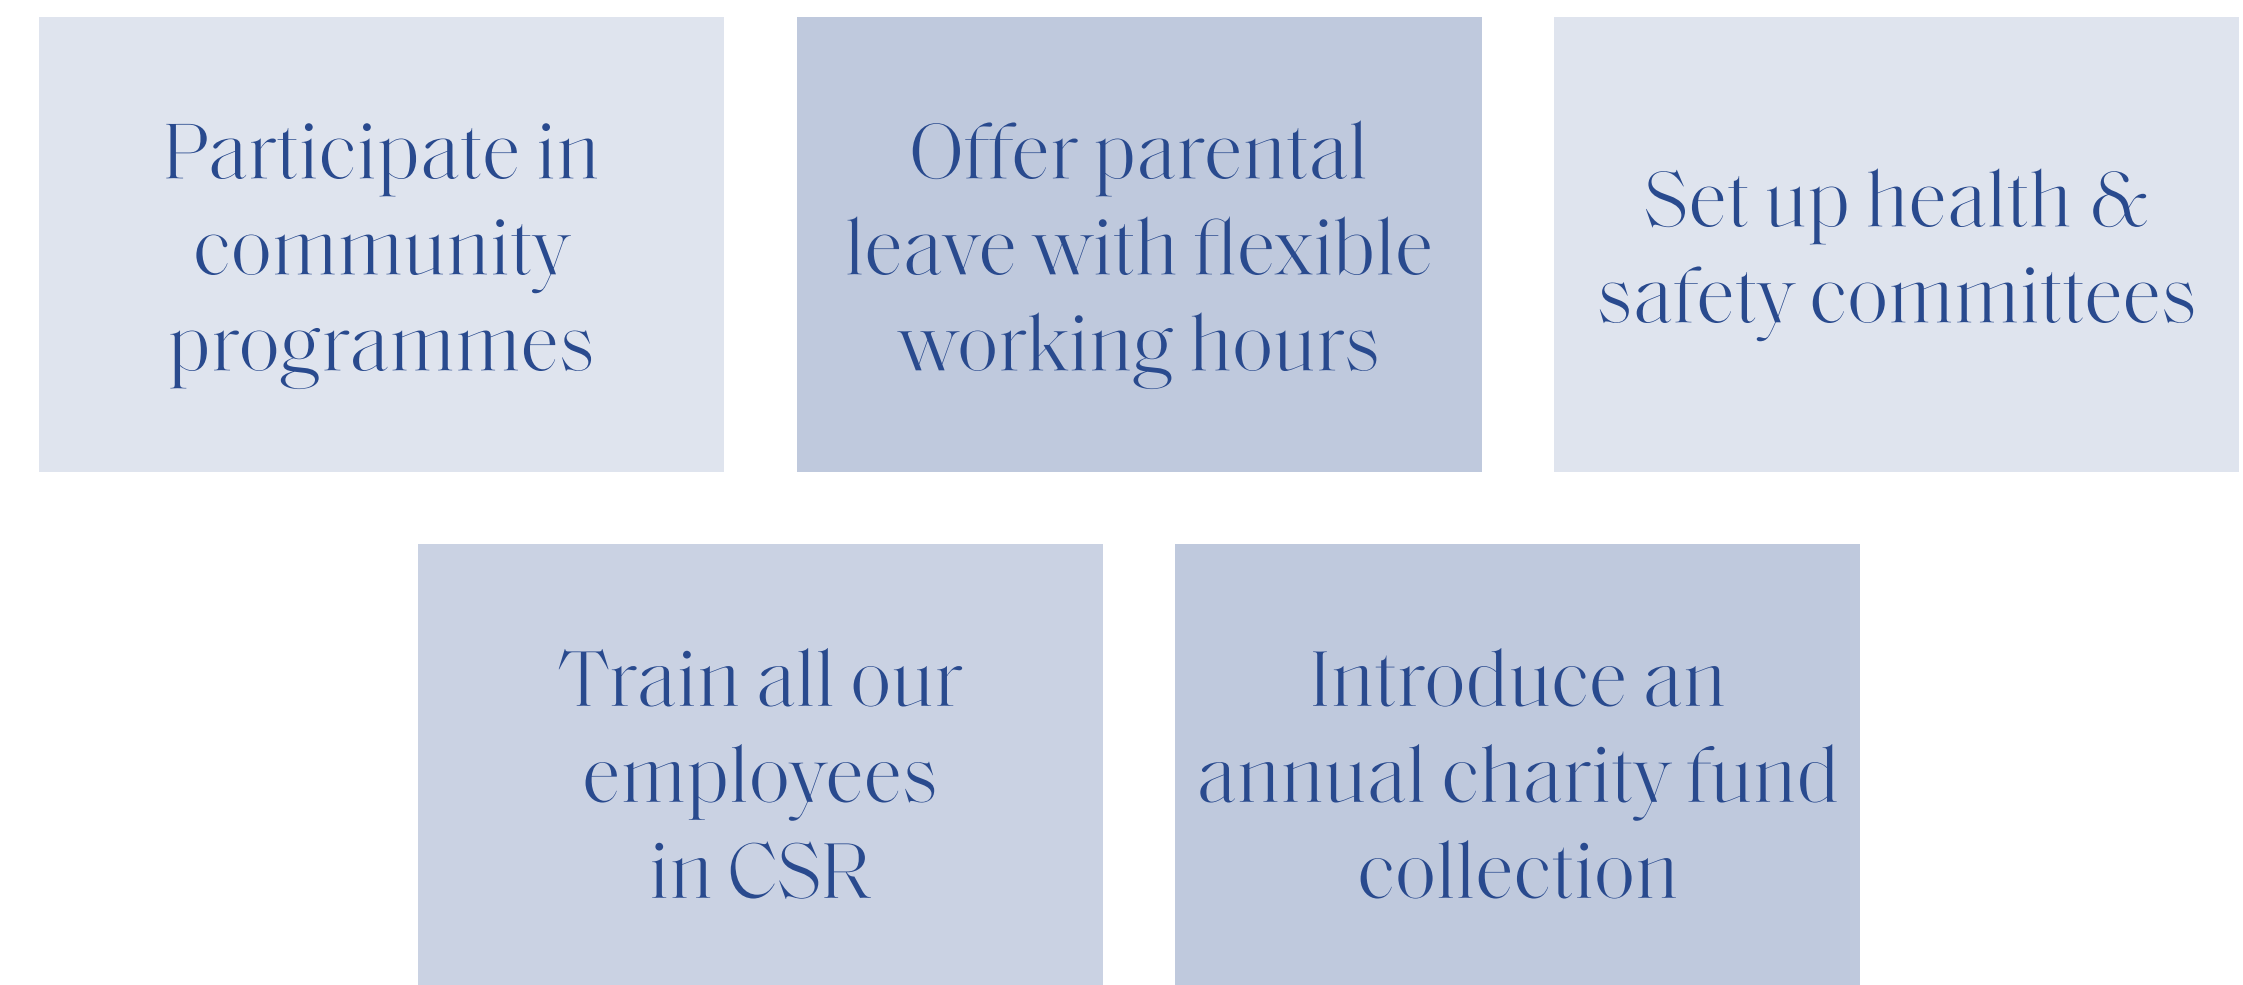 Participate in
community
programmes
Offer parental
leave with flexible
working hours
Set up health &
safety committees
Train all our
employees
in CSR
Introduce an
annual charity fund
collection